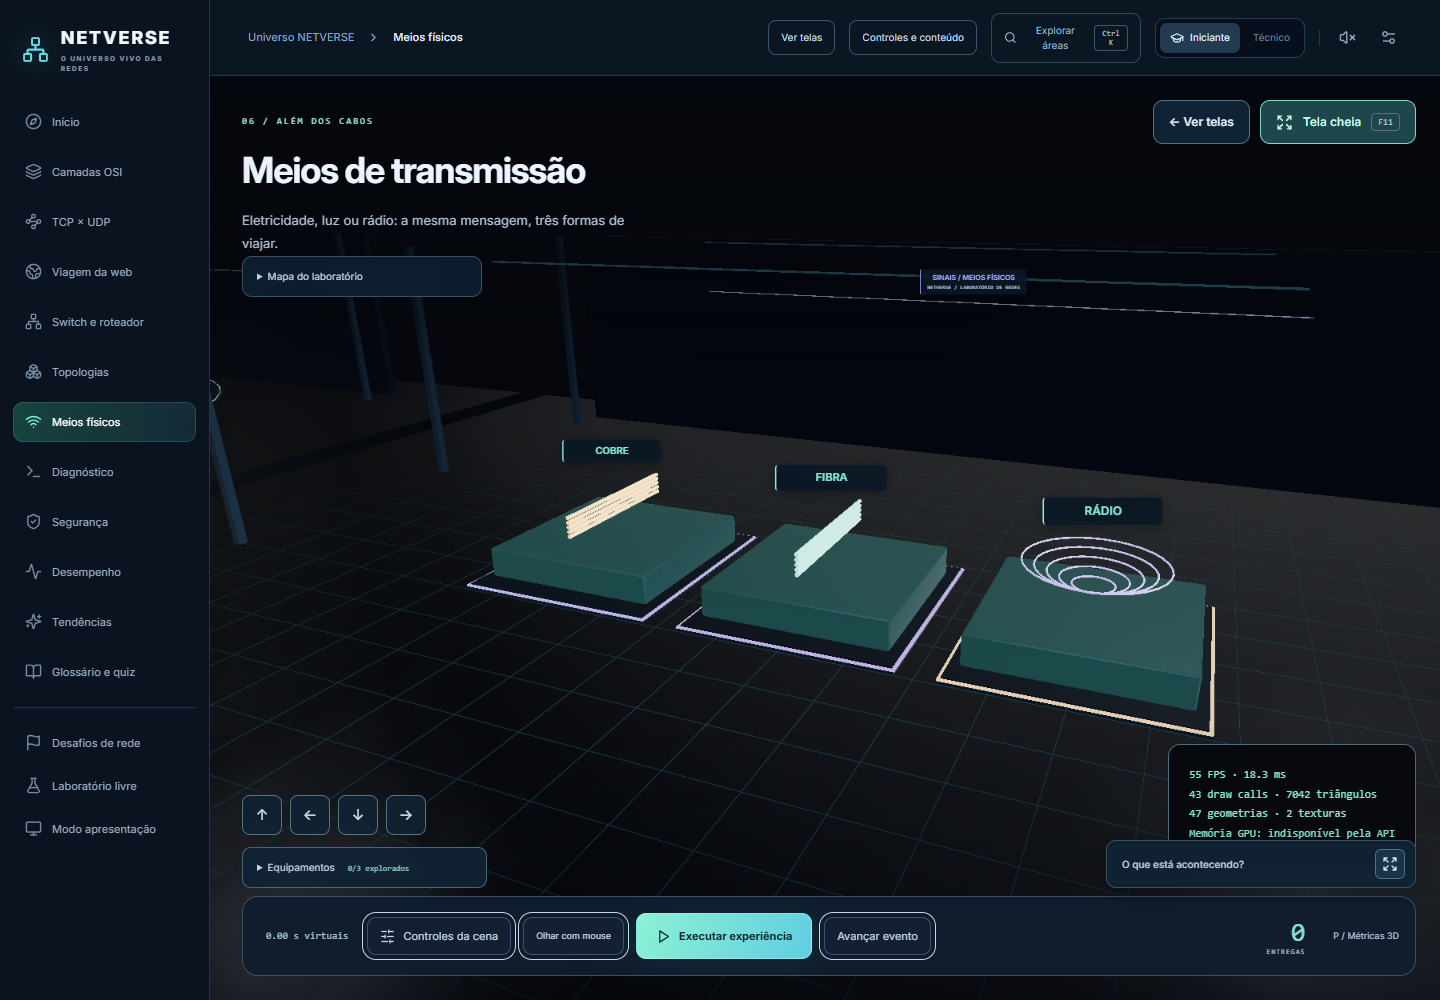 NETVERSE
O UNIVERSO VIVO DAS
REDES
Início
Camadas OSI
TCP × UDP
Viagem da web
Switch e roteador
Topologias
Meios físicos
Diagnóstico
Segurança
Desempenho
Tendências
Glossário e quiz
Desafios de rede
Laboratório livre
Modo apresentação
Universo NETVERSE
Meios físicos
Ver telas
Controles e conteúdo
Explorar
áreas
Ctrl
K
Iniciante
Técnico
06 / ALÉM DOS CABOS
← Ver telas
Tela cheia
F11
Meios de transmissão
Eletricidade, luz ou rádio: a mesma mensagem, três formas de
viajar.
Mapa do laboratório
SINAIS / MEIOS FÍSICOS
NETVERSE / LABORATÓRIO DE REDES
COBRE
FIBRA
RÁDIO
55 FPS · 18.3 ms
43 draw calls · 7042 triângulos
47 geometrias · 2 texturas
Memória GPU: indisponível pela API
↑ ← ↓ →
Equipamentos 0/3 explorados
O que está acontecendo?
0.00 s virtuais
Controles da cena
Olhar com mouse
Executar experiência
Avançar evento
0
ENTREGAS
P / Métricas 3D